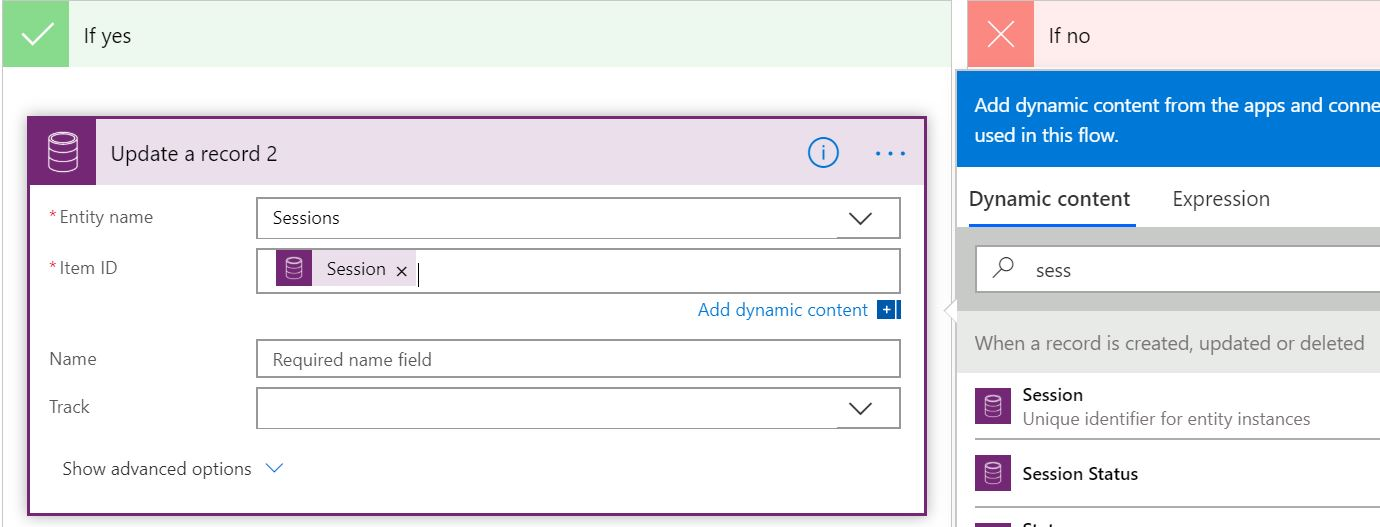 If yes
If no
Update a record 2
* Entity name
Sessions
* Item ID
Session ×
Add dynamic content
Name
Required name field
Track
Show advanced options
Add dynamic content from the apps and conne
used in this flow.
Dynamic content
Expression
sess
When a record is created, updated or deleted
Session
Unique identifier for entity instances
Session Status